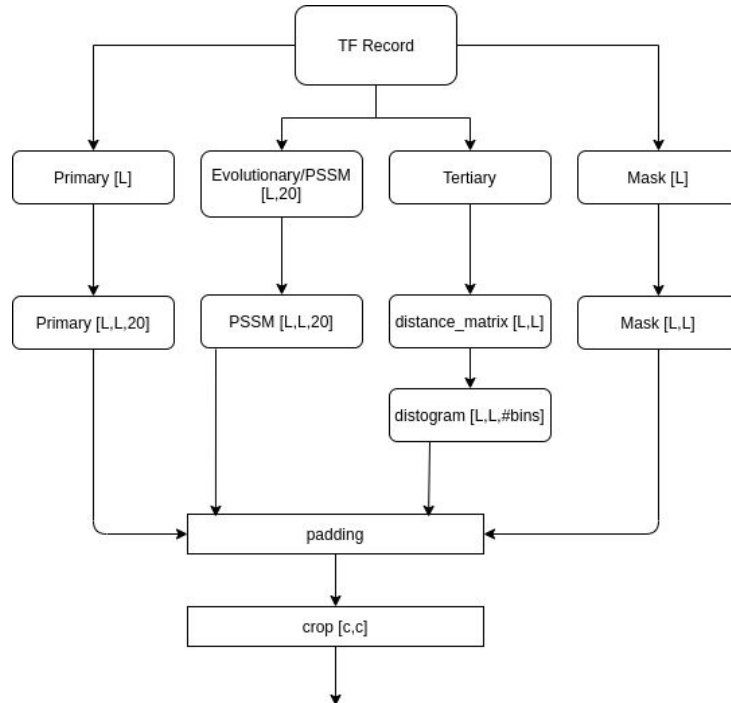 TF Record
Primary [L]
Evolutionary/PSSM
[L,20]
Tertiary
Mask [L]
Primary [L,L,20]
PSSM [L,L,20]
distance_matrix [L,L]
Mask [L,L]
distogram [L,L,#bins]
padding
crop [c,c]